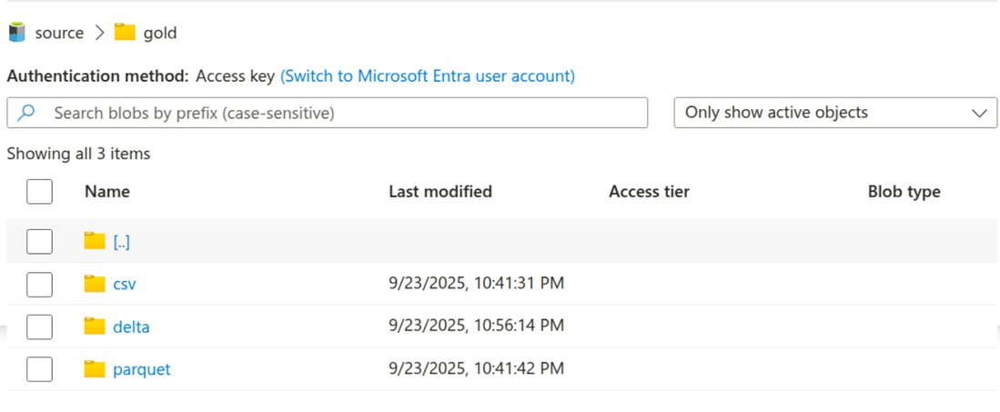 source > gold
Authentication method: Access key (Switch to Microsoft Entra user account)
Search blobs by prefix (case-sensitive)
Only show active objects
Showing all 3 items
Name Last modified Access tier Blob type
[..]
csv 9/23/2025, 10:41:31 PM
delta 9/23/2025, 10:56:14 PM
parquet 9/23/2025, 10:41:42 PM